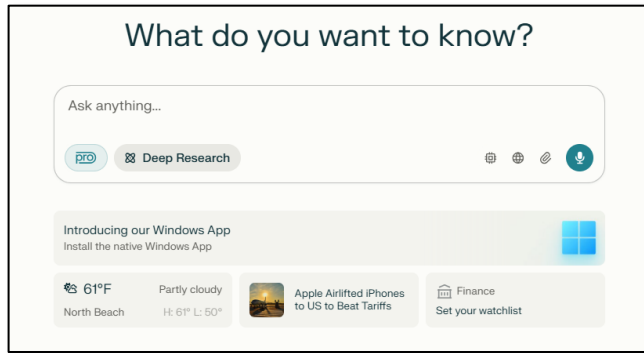 What do you want to know?
Ask anything...
pro
Deep Research
Introducing our Windows App
Install the native Windows App
61°F
Partly cloudy
North Beach
H: 61° L: 50°
Apple Airlifted iPhones
to US to Beat Tariffs
Finance
Set your watchlist